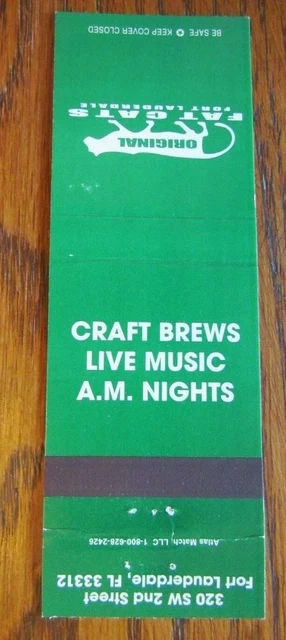 BE SAFE ✪ KEEP COVER CLOSED
ORIGINAL
FAT CATS
FORT LAUDERDALE
CRAFT BREWS
LIVE MUSIC
A.M. NIGHTS
Atlas Match, LLC 1-800-628-2426
320 SW 2nd Street
Fort Lauderdale, FL 33312